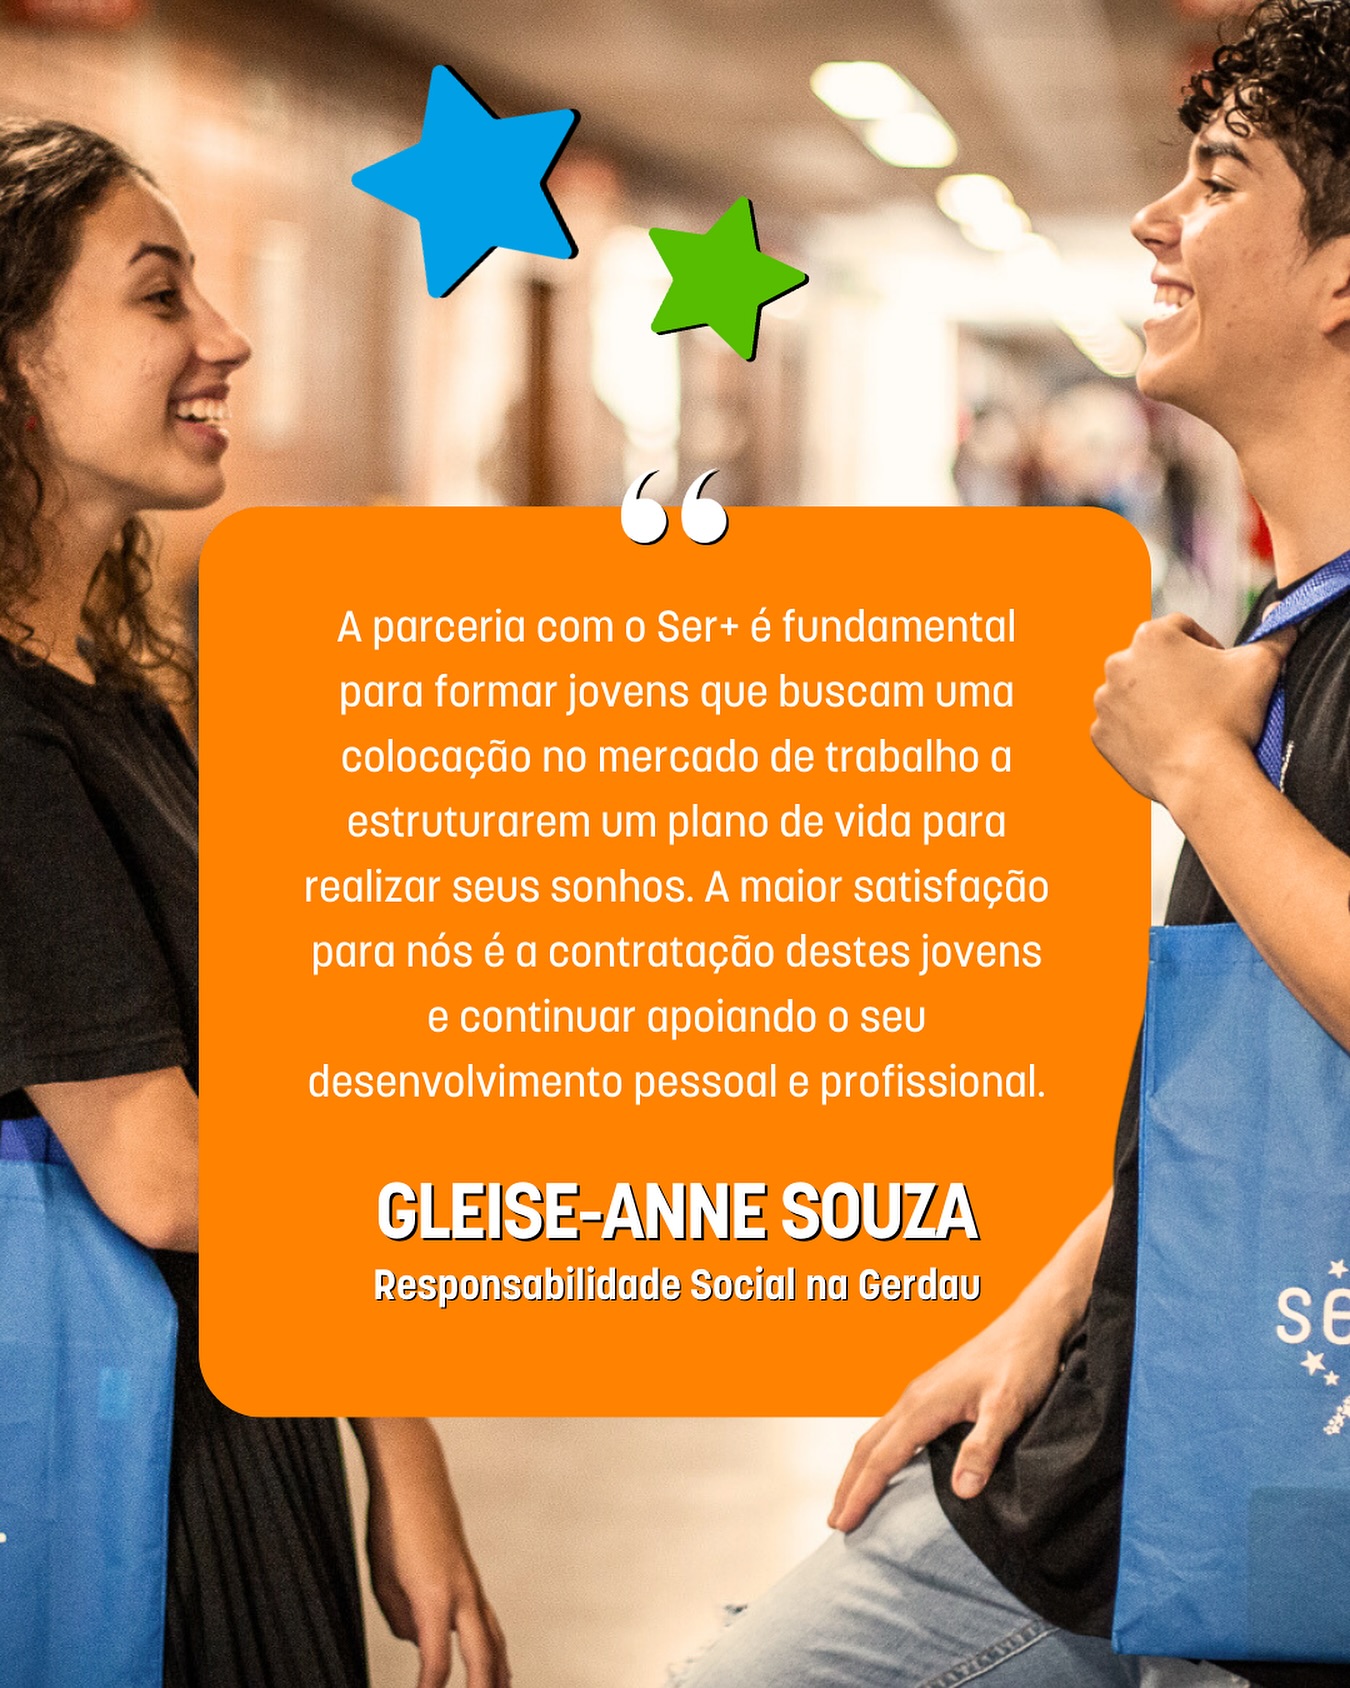 A parceria com o Ser+ é fundamental
para formar jovens que buscam uma
colocação no mercado de trabalho a
estruturarem um plano de vida para
realizar seus sonhos. A maior satisfação
para nós é a contratação destes jovens
e continuar apoiando o seu
desenvolvimento pessoal e profissional.
GLEISE-ANNE SOUZA
Responsabilidade Social na Gerdau
se